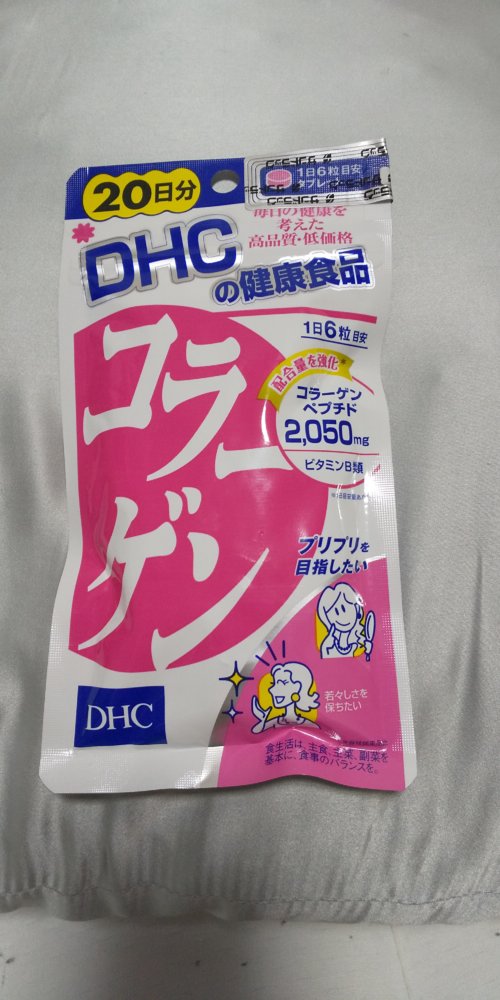 20日分
1日6粒目安
毎日の健康を
考えた
高品質・低価格
DHC
の健康食品
コラーゲン
1日6粒目安
配合量を強化*
コラーゲン
ペプチド
2,050mg
ビタミンB類
プリプリを
目指したい
若々しさを
保ちたい
DHC
食生活は、主食、主菜、副菜を
基本に、食事のバランスを。